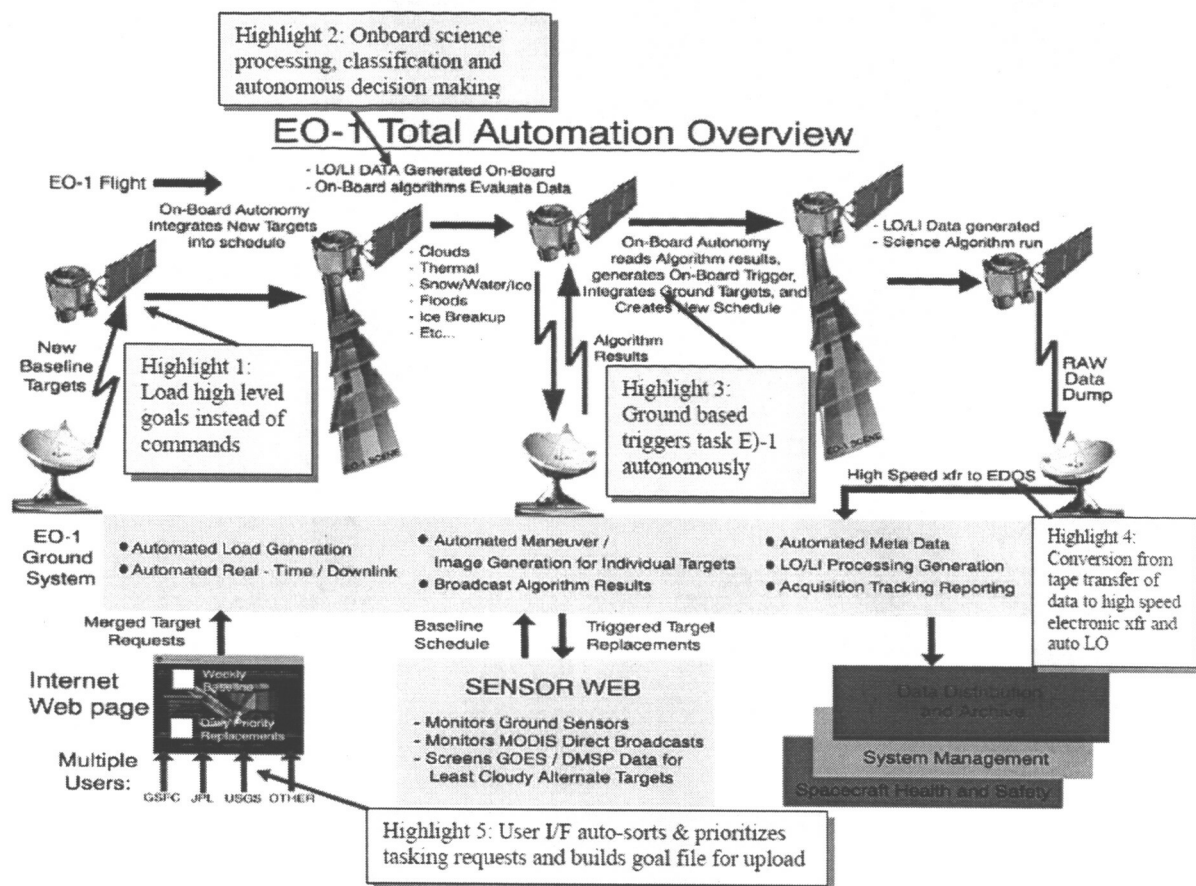 Highlight 2: Onboard science
processing, classification and
autonomous decision making
EO-1 Total Automation Overview
EO-1 Flight
- LO/LI DATA Generated On-Board
- On-Board algorithms Evaluate Data
On-Board Autonomy
Integrates New Targets
into schedule
- Clouds
- Thermal
- Snow/Water/Ice
- Floods
- Ice Breakup
- Etc...
On-Board Autonomy
reads Algorithm results,
generates On-Board Trigger,
Integrates Ground Targets, and
Creates New Schedule
- LO/LI Data generated
- Science Algorithm run
New
Baseline
Targets
Highlight 1:
Load high level
goals instead of
commands
Algorithm
Results
Highlight 3:
Ground based
triggers task E)-1
autonomously
RAW
Data
Dump
EO-1 SCENE
EO-1 SCENE
High Speed xfr to EDOS
EO-1
Ground
System
● Automated Load Generation
● Automated Real - Time / Downlink
● Automated Maneuver /
Image Generation for Individual Targets
● Broadcast Algorithm Results
● Automated Meta Data
● LO/LI Processing Generation
● Acquisition Tracking Reporting
Highlight 4:
Conversion from
tape transfer of
data to high speed
electronic xfr and
auto LO
Merged Target
Requests
Baseline
Schedule
Triggered Target
Replacements
Internet
Web page
Weekly
Baseline
Daily Priority
Replacements
Multiple
Users:
GSFC JPL USGS OTHER
SENSOR WEB
- Monitors Ground Sensors
- Monitors MODIS Direct Broadcasts
- Screens GOES / DMSP Data for
Least Cloudy Alternate Targets
Data Distribution
and Archive
System Management
Spacecraft Health and Safety
Highlight 5: User I/F auto-sorts & prioritizes
tasking requests and builds goal file for upload